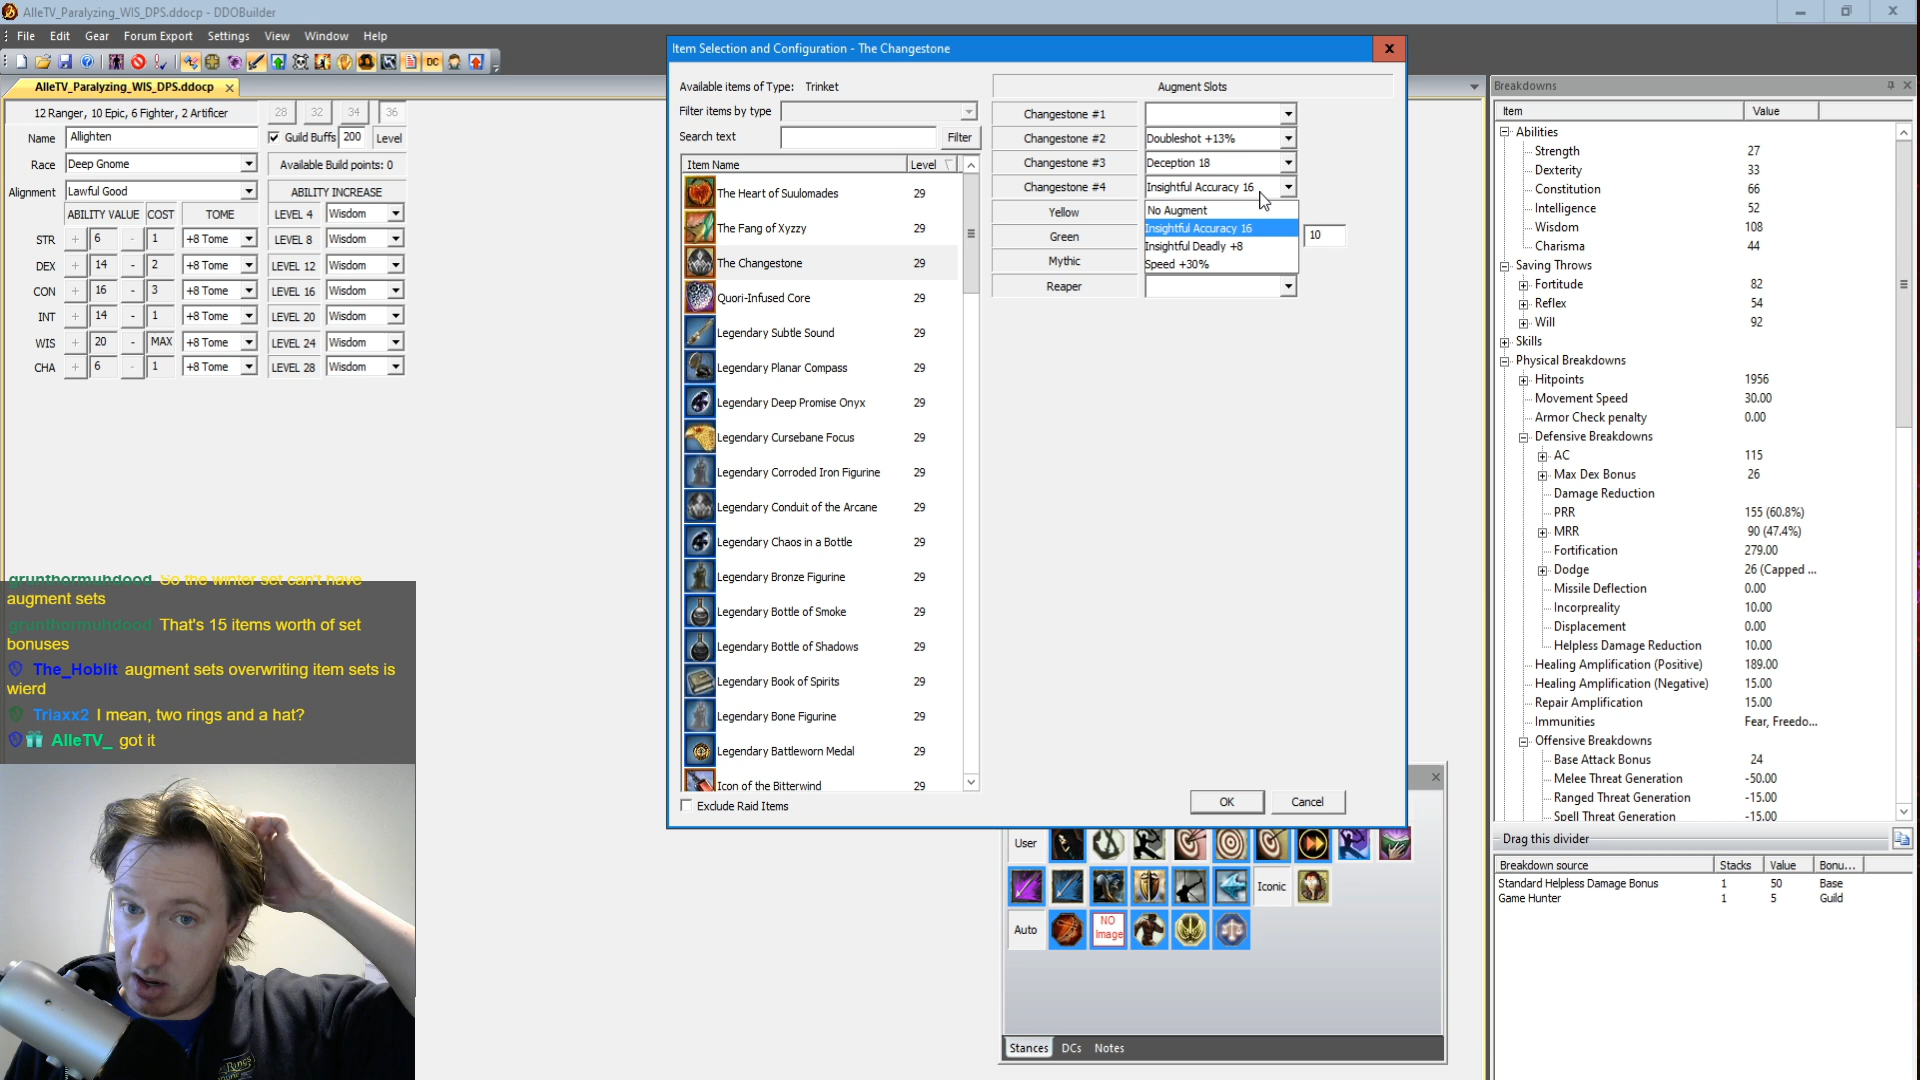 AlleTV_Paralyzing_WIS_DPS.ddocp - DDOBuilder
File Edit Gear Forum Export Settings View Window Help
AlleTV_Paralyzing_WIS_DPS.ddocp
12 Ranger, 10 Epic, 6 Fighter, 2 Artificer 28 32 34 36
Name Allighten Guild Buffs 200 Level
Race Deep Gnome Available Build points: 0
Alignment Lawful Good ABILITY INCREASE
ABILITY VALUE COST TOME LEVEL 4 Wisdom
STR + 6 - 1 +8 Tome LEVEL 8 Wisdom
DEX + 14 - 2 +8 Tome LEVEL 12 Wisdom
CON + 16 - 3 +8 Tome LEVEL 16 Wisdom
INT + 14 - 1 +8 Tome LEVEL 20 Wisdom
WIS + 20 - MAX +8 Tome LEVEL 24 Wisdom
CHA + 6 - 1 +8 Tome LEVEL 28 Wisdom
grunthormuhdood So the winter set can't have
augment sets
grunthormuhdood That's 15 items worth of set
bonuses
The_Hoblit augment sets overwriting item sets is
wierd
Triaxx2 I mean, two rings and a hat?
AlleTV_ got it
Item Selection and Configuration - The Changestone
Available items of Type: Trinket
Filter items by type
Search text Filter
Item Name Level
The Heart of Suulomades 29
The Fang of Xyzzy 29
The Changestone 29
Quori-Infused Core 29
Legendary Subtle Sound 29
Legendary Planar Compass 29
Legendary Deep Promise Onyx 29
Legendary Cursebane Focus 29
Legendary Corroded Iron Figurine 29
Legendary Conduit of the Arcane 29
Legendary Chaos in a Bottle 29
Legendary Bronze Figurine 29
Legendary Bottle of Smoke 29
Legendary Bottle of Shadows 29
Legendary Book of Spirits 29
Legendary Bone Figurine 29
Legendary Battleworn Medal 29
Icon of the Bitterwind 29
Exclude Raid Items
Augment Slots
Changestone #1
Changestone #2 Doubleshot +13%
Changestone #3 Deception 18
Changestone #4 Insightful Accuracy 16
Yellow No Augment
Insightful Accuracy 16
Green 10
Insightful Deadly +8
Mythic Speed +30%
Reaper
OK Cancel
User
Iconic
Auto NO Image
Stances DCs Notes
Breakdowns
Item Value
Abilities
Strength 27
Dexterity 33
Constitution 66
Intelligence 52
Wisdom 108
Charisma 44
Saving Throws
Fortitude 82
Reflex 54
Will 92
Skills
Physical Breakdowns
Hitpoints 1956
Movement Speed 30.00
Armor Check penalty 0.00
Defensive Breakdowns
AC 115
Max Dex Bonus 26
Damage Reduction
PRR 155 (60.8%)
MRR 90 (47.4%)
Fortification 279.00
Dodge 26 (Capped ...
Missile Deflection 0.00
Incorpreality 10.00
Displacement 0.00
Helpless Damage Reduction 10.00
Healing Amplification (Positive) 189.00
Healing Amplification (Negative) 15.00
Repair Amplification 15.00
Immunities Fear, Freedo...
Offensive Breakdowns
Base Attack Bonus 24
Melee Threat Generation -50.00
Ranged Threat Generation -15.00
Spell Threat Generation -15.00
Drag this divider
Breakdown source Stacks Value Bonu...
Standard Helpless Damage Bonus 1 50 Base
Game Hunter 1 5 Guild